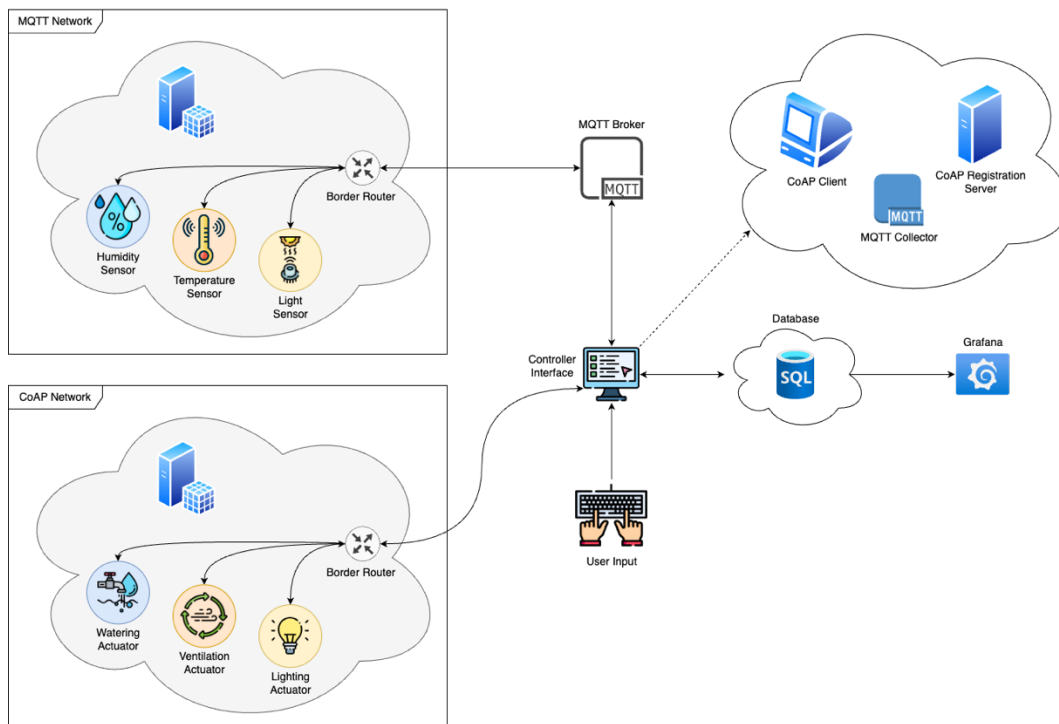 MQTT Network
Border Router
Humidity
Sensor
Temperature
Sensor
Light
Sensor
MQTT Broker
MQTT
CoAP Client
CoAP Registration
Server
MQTT
MQTT Collector
Controller
Interface
Database
SQL
Grafana
User Input
CoAP Network
Border Router
Watering
Actuator
Ventilation
Actuator
Lighting
Actuator